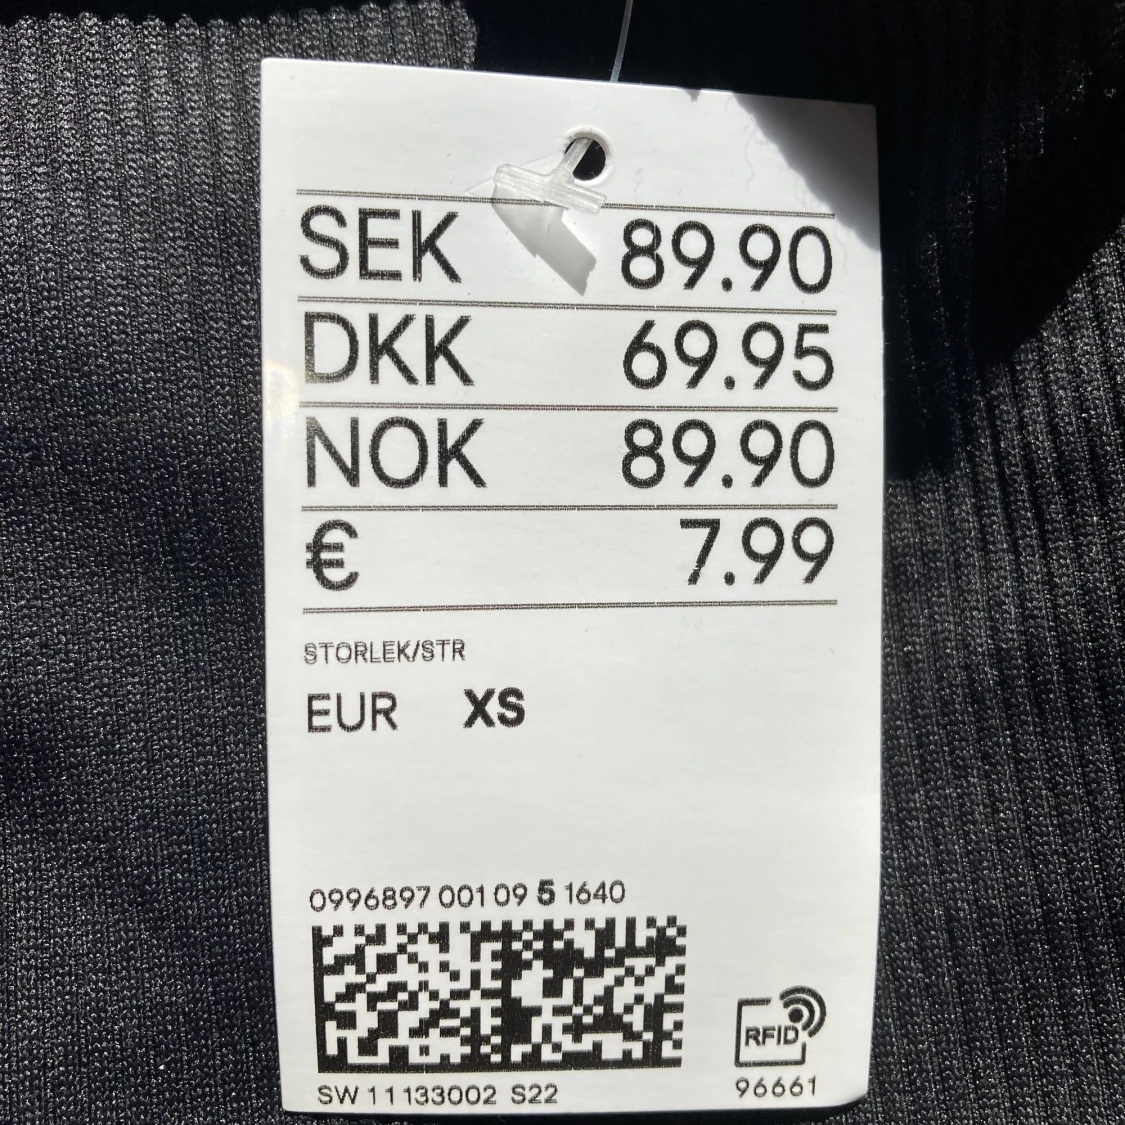 SEK 89.90
DKK 69.95
NOK 89.90
€ 7.99
STORLEK/STR
EUR XS
0996897 001 09 5 1640
RFID
SW 11133002 S22
96661